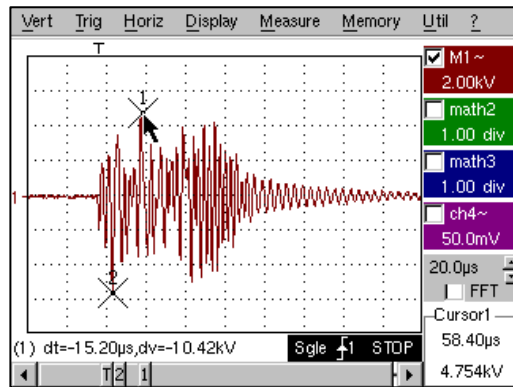 Vert Trig Horiz Display Measure Memory Util ?
T
M1~
2.00kV
math2
1.00 div
math3
1.00 div
ch4~
50.0mV
1
1
2
20.0µs
FFT
Cursor1
58.40µs
4.754kV
(1) dt=-15.20µs,dv=-10.42kV Sgle 1 STOP
T 2 1